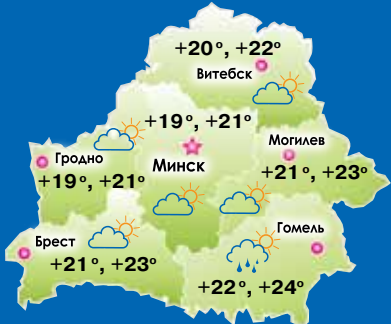 +20°, +22°
Витебск
+19°, +21°
Минск
Гродно
+19°, +21°
Могилев
+21°, +23°
Брест
+21°, +23°
Гомель
+22°, +24°